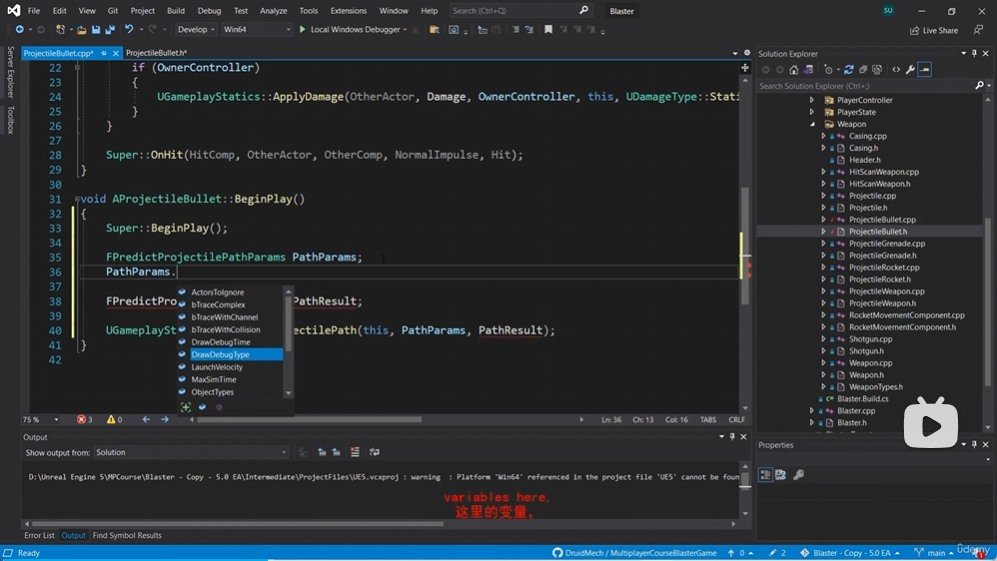 File Edit View Git Project Build Debug Test Analyze Tools Extensions Window Help Search (Ctrl+Q) Blaster SU
Develop Win64 Local Windows Debugger Live Share
Server Explorer
Toolbox
ProjectileBullet.cpp* ProjectileBullet.h*
22 if (OwnerController)
23 {
24 UGameplayStatics::ApplyDamage(OtherActor, Damage, OwnerController, this, UDamageType::Stati
25 }
26 }
27
28 Super::OnHit(HitComp, OtherActor, OtherComp, NormalImpulse, Hit);
29 }
30
31 void AProjectileBullet::BeginPlay()
32 {
33 Super::BeginPlay();
34
35 FPredictProjectilePathParams PathParams;
36 PathParams.
37
38 FPredictPro PathResult;
39
40 UGameplaySt ectilePath(this, PathParams, PathResult);
41 }
42
ActorsToIgnore
bTraceComplex
bTraceWithChannel
bTraceWithCollision
DrawDebugTime
DrawDebugType
LaunchVelocity
MaxSimTime
ObjectTypes
75 % 3 0 Ln: 36 Ch: 13 Col: 16 TABS CRLF
Output
Show output from: Solution
D:\Unreal Engine 5\MPCourse\Blaster - Copy - 5.0 EA\Intermediate\ProjectFiles\UE5.vcxproj : warning : Platform 'Win64' referenced in the project file 'UE5' cannot be foun
Error List Output Find Symbol Results
Solution Explorer
Search Solution Explorer (Ctrl+;)
PlayerController
PlayerState
Weapon
Casing.cpp
Casing.h
Header.h
HitScanWeapon.cpp
HitScanWeapon.h
Projectile.cpp
Projectile.h
ProjectileBullet.cpp
ProjectileBullet.h
ProjectileGrenade.cpp
ProjectileGrenade.h
ProjectileRocket.cpp
ProjectileRocket.h
ProjectileWeapon.cpp
ProjectileWeapon.h
RocketMovementComponent.cpp
RocketMovementComponent.h
Shotgun.cpp
Shotgun.h
Weapon.cpp
Weapon.h
WeaponTypes.h
Blaster.Build.cs
Blaster.cpp
Blaster.h
Properties
variables here,
这里的变量。
Ready DruidMech / MultiplayerCourseBlasterGame 0 2 Blaster - Copy - 5.0 EA main 1
Udemy